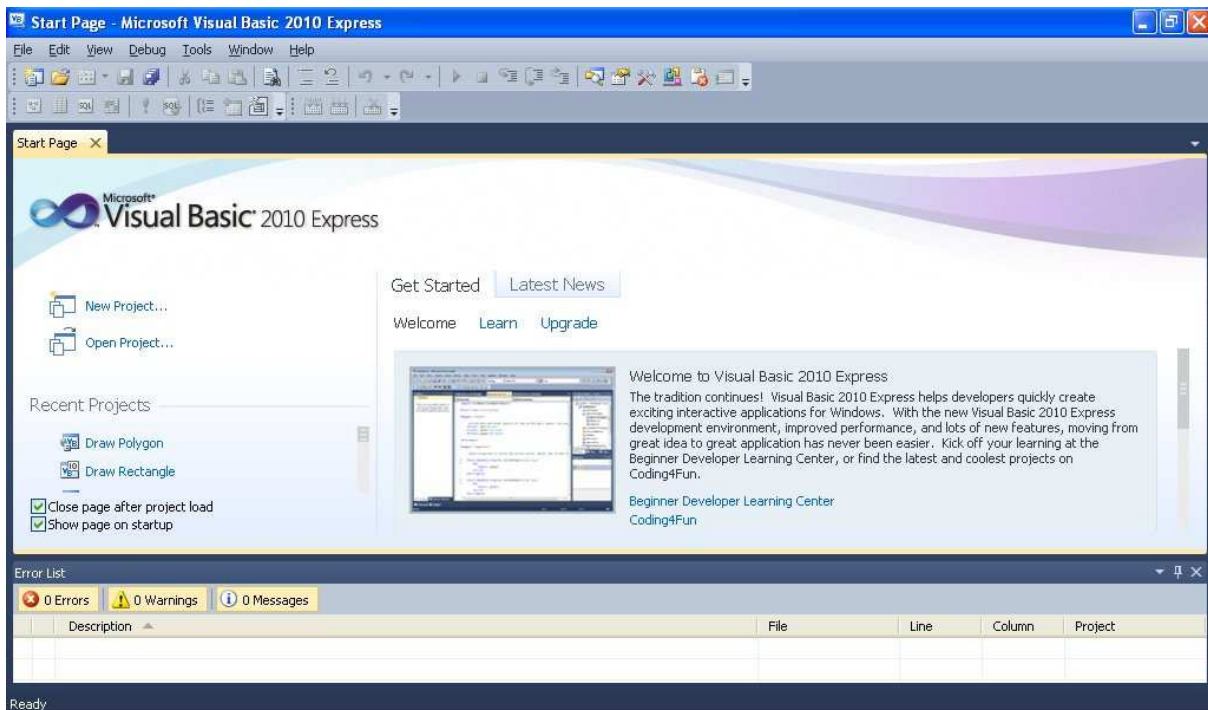 Start Page - Microsoft Visual Basic 2010 Express
File Edit View Debug Tools Window Help
Start Page
Microsoft®
Visual Basic® 2010 Express
New Project...
Open Project...
Recent Projects
Draw Polygon
Draw Rectangle
Close page after project load
Show page on startup
Get Started Latest News
Welcome Learn Upgrade
Welcome to Visual Basic 2010 Express
The tradition continues! Visual Basic 2010 Express helps developers quickly create
exciting interactive applications for Windows. With the new Visual Basic 2010 Express
development environment, improved performance, and lots of new features, moving from
great idea to great application has never been easier. Kick off your learning at the
Beginner Developer Learning Center, or find the latest and coolest projects on
Coding4Fun.
Beginner Developer Learning Center
Coding4Fun
Error List
0 Errors 0 Warnings 0 Messages
Description File Line Column Project
Ready